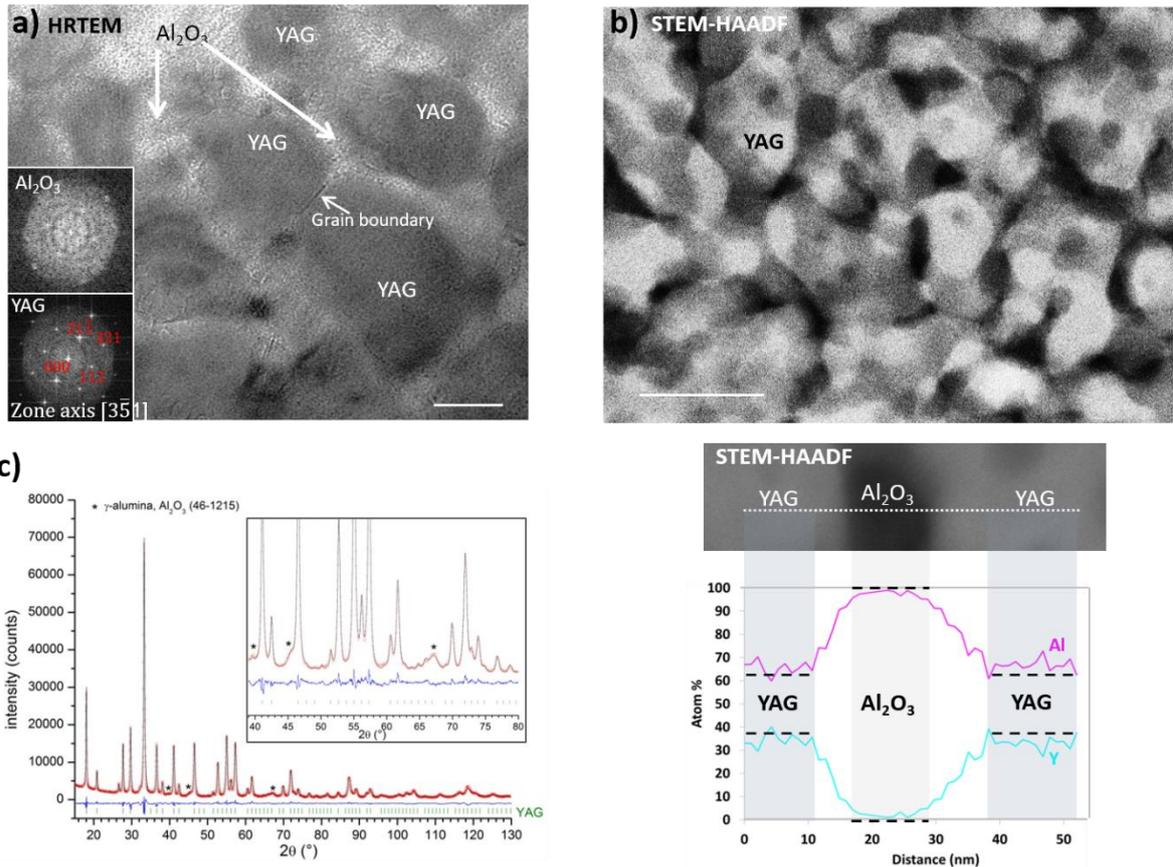 a) HRTEM
Al2O3
YAG
YAG
YAG
Grain boundary
YAG
Al2O3
YAG
000
Zone axis [35̅1]
b) STEM-HAADF
YAG
c)
* γ-alumina, Al2O3 (46-1215)
intensity (counts)
80000
70000
60000
50000
40000
30000
20000
10000
0
20 30 40 50 60 70 80 90 100 110 120 130
2θ (°)
YAG
40 45 50 55 60 65 70 75 80
2θ (°)
STEM-HAADF
YAG Al2O3 YAG
Atom %
100
90
80
70
60
50
40
30
20
10
0
Al
YAG Al2O3 YAG
Y
0 10 20 30 40 50
Distance (nm)